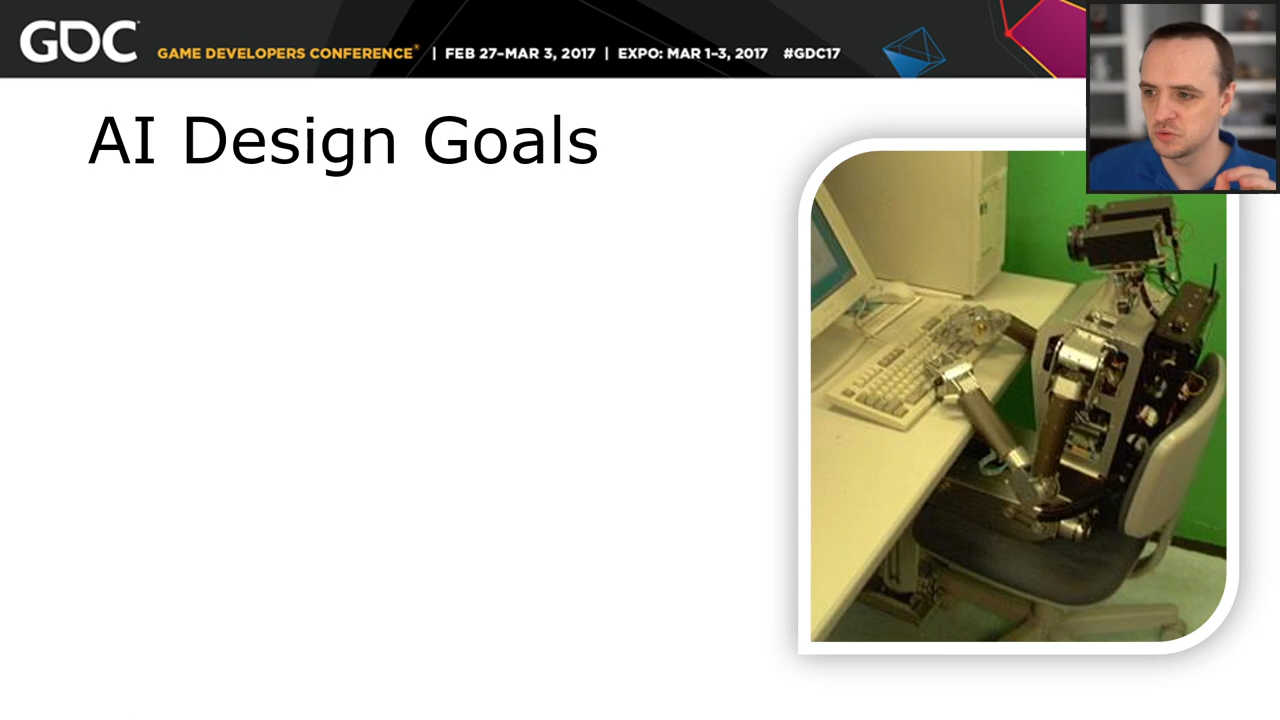 GDC GAME DEVELOPERS CONFERENCE® | FEB 27–MAR 3, 2017 | EXPO: MAR 1–3, 2017 #GDC17
AI Design Goals